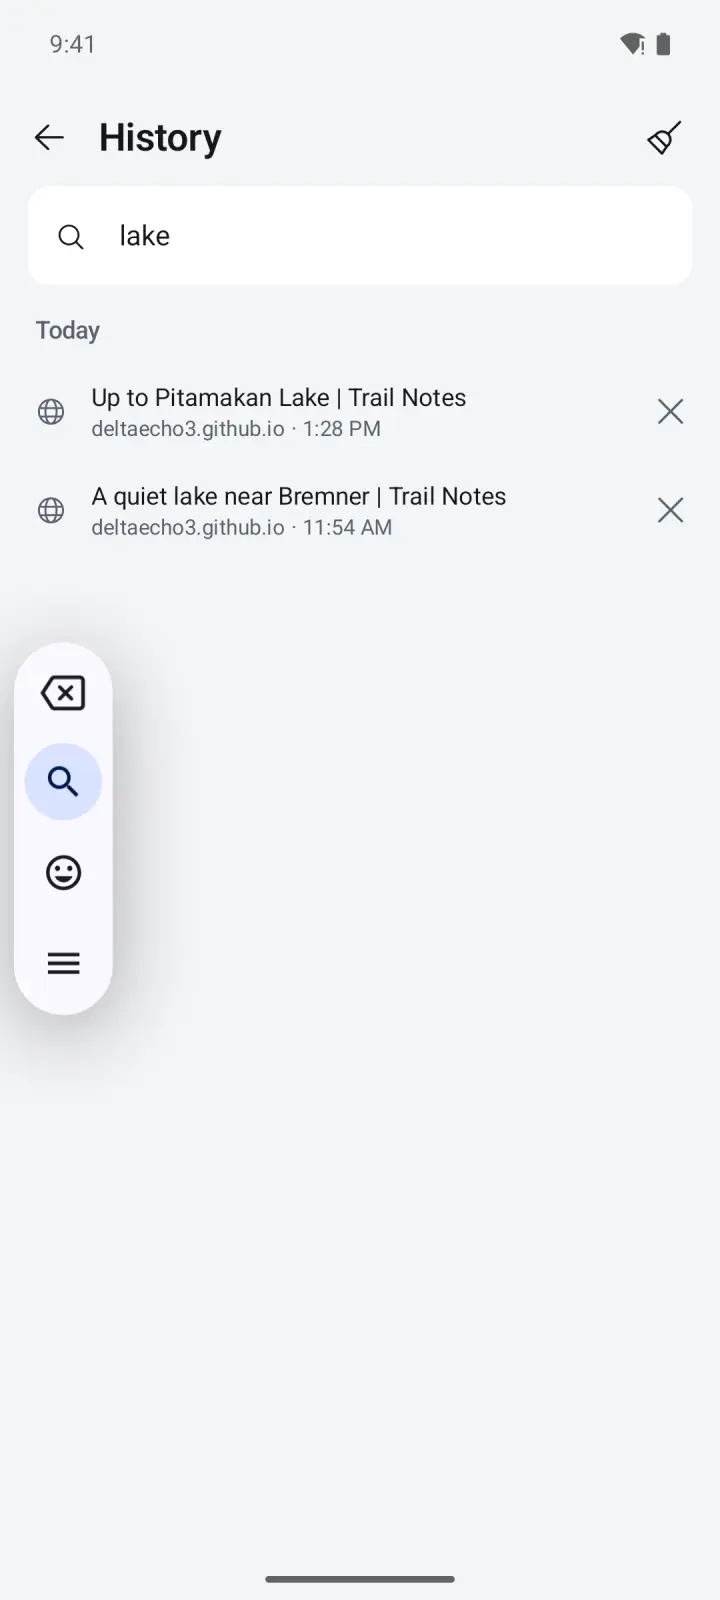 9:41
History
lake
Today
Up to Pitamakan Lake | Trail Notes
deltaecho3.github.io · 1:28 PM
A quiet lake near Bremner | Trail Notes
deltaecho3.github.io · 11:54 AM